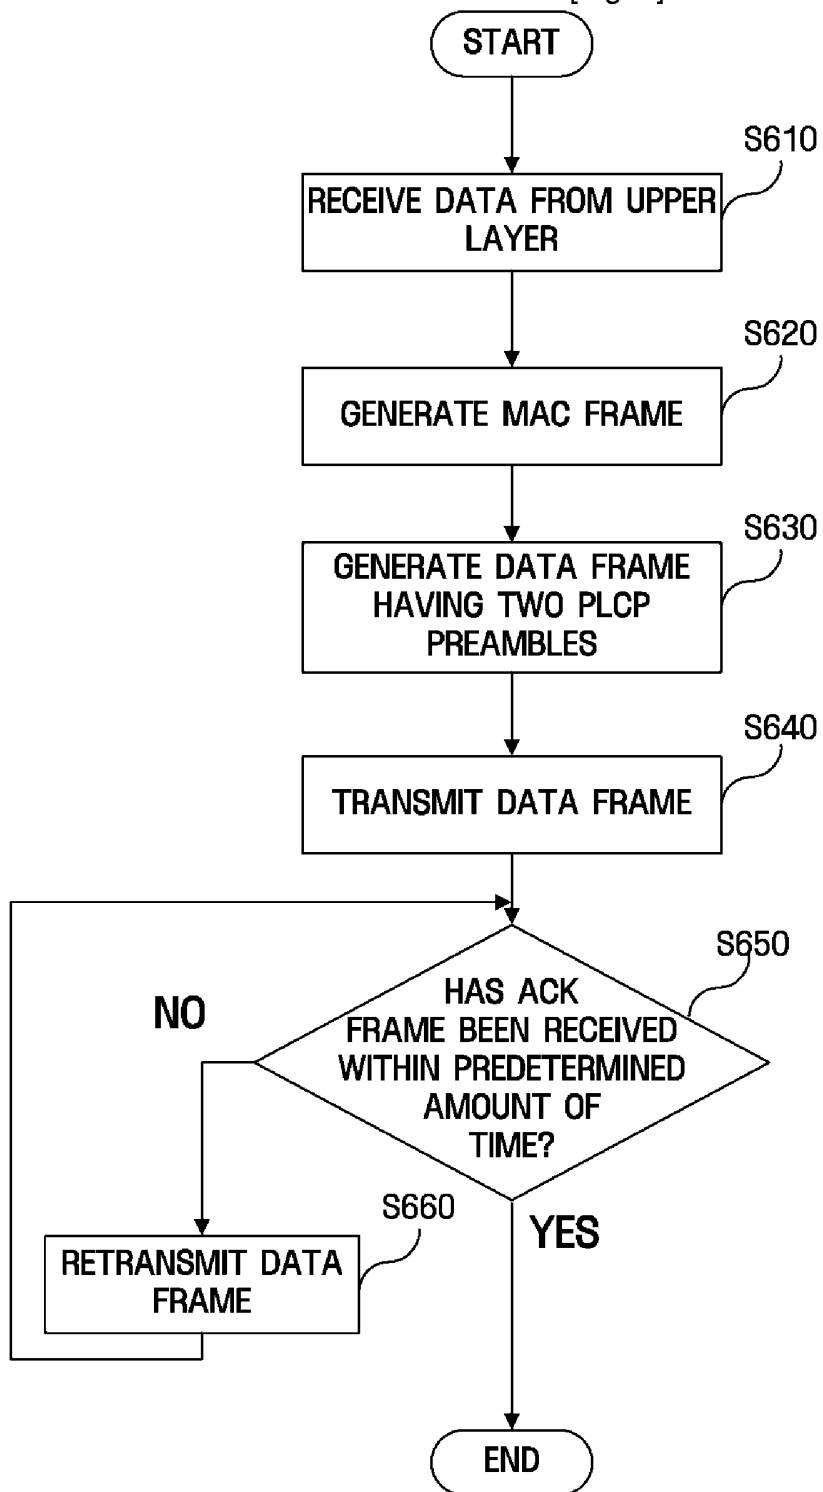 START
S610
RECEIVE DATA FROM UPPER
LAYER
S620
GENERATE MAC FRAME
S630
GENERATE DATA FRAME
HAVING TWO PLCP
PREAMBLES
S640
TRANSMIT DATA FRAME
S650
HAS ACK
FRAME BEEN RECEIVED
WITHIN PREDETERMINED
AMOUNT OF
TIME?
NO
YES
S660
RETRANSMIT DATA
FRAME
END